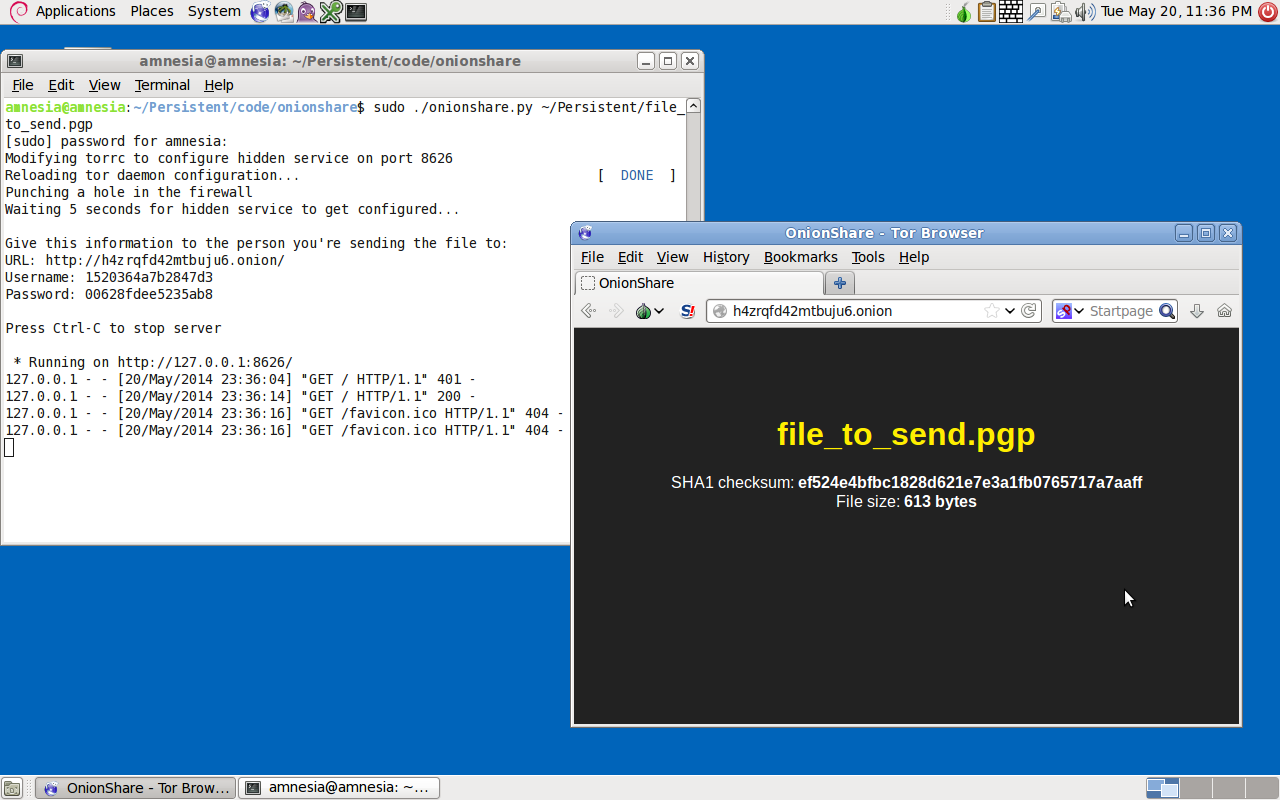 Applications Places System
Tue May 20, 11:36 PM
amnesia@amnesia: ~/Persistent/code/onionshare
File Edit View Terminal Help
amnesia@amnesia:~/Persistent/code/onionshare$ sudo ./onionshare.py ~/Persistent/file_
to_send.pgp
[sudo] password for amnesia:
Modifying torrc to configure hidden service on port 8626
Reloading tor daemon configuration... [ DONE ]
Punching a hole in the firewall
Waiting 5 seconds for hidden service to get configured...
Give this information to the person you're sending the file to:
URL: http://h4zrqfd42mtbuju6.onion/
Username: 1520364a7b2847d3
Password: 00628fdee5235ab8
Press Ctrl-C to stop server
* Running on http://127.0.0.1:8626/
127.0.0.1 - - [20/May/2014 23:36:04] "GET / HTTP/1.1" 401 -
127.0.0.1 - - [20/May/2014 23:36:14] "GET / HTTP/1.1" 200 -
127.0.0.1 - - [20/May/2014 23:36:16] "GET /favicon.ico HTTP/1.1" 404 -
127.0.0.1 - - [20/May/2014 23:36:16] "GET /favicon.ico HTTP/1.1" 404 -
OnionShare - Tor Browser
File Edit View History Bookmarks Tools Help
OnionShare
h4zrqfd42mtbuju6.onion
Startpage
file_to_send.pgp
SHA1 checksum: ef524e4bfbc1828d621e7e3a1fb0765717a7aaff
File size: 613 bytes
OnionShare - Tor Brow...
amnesia@amnesia: ~...